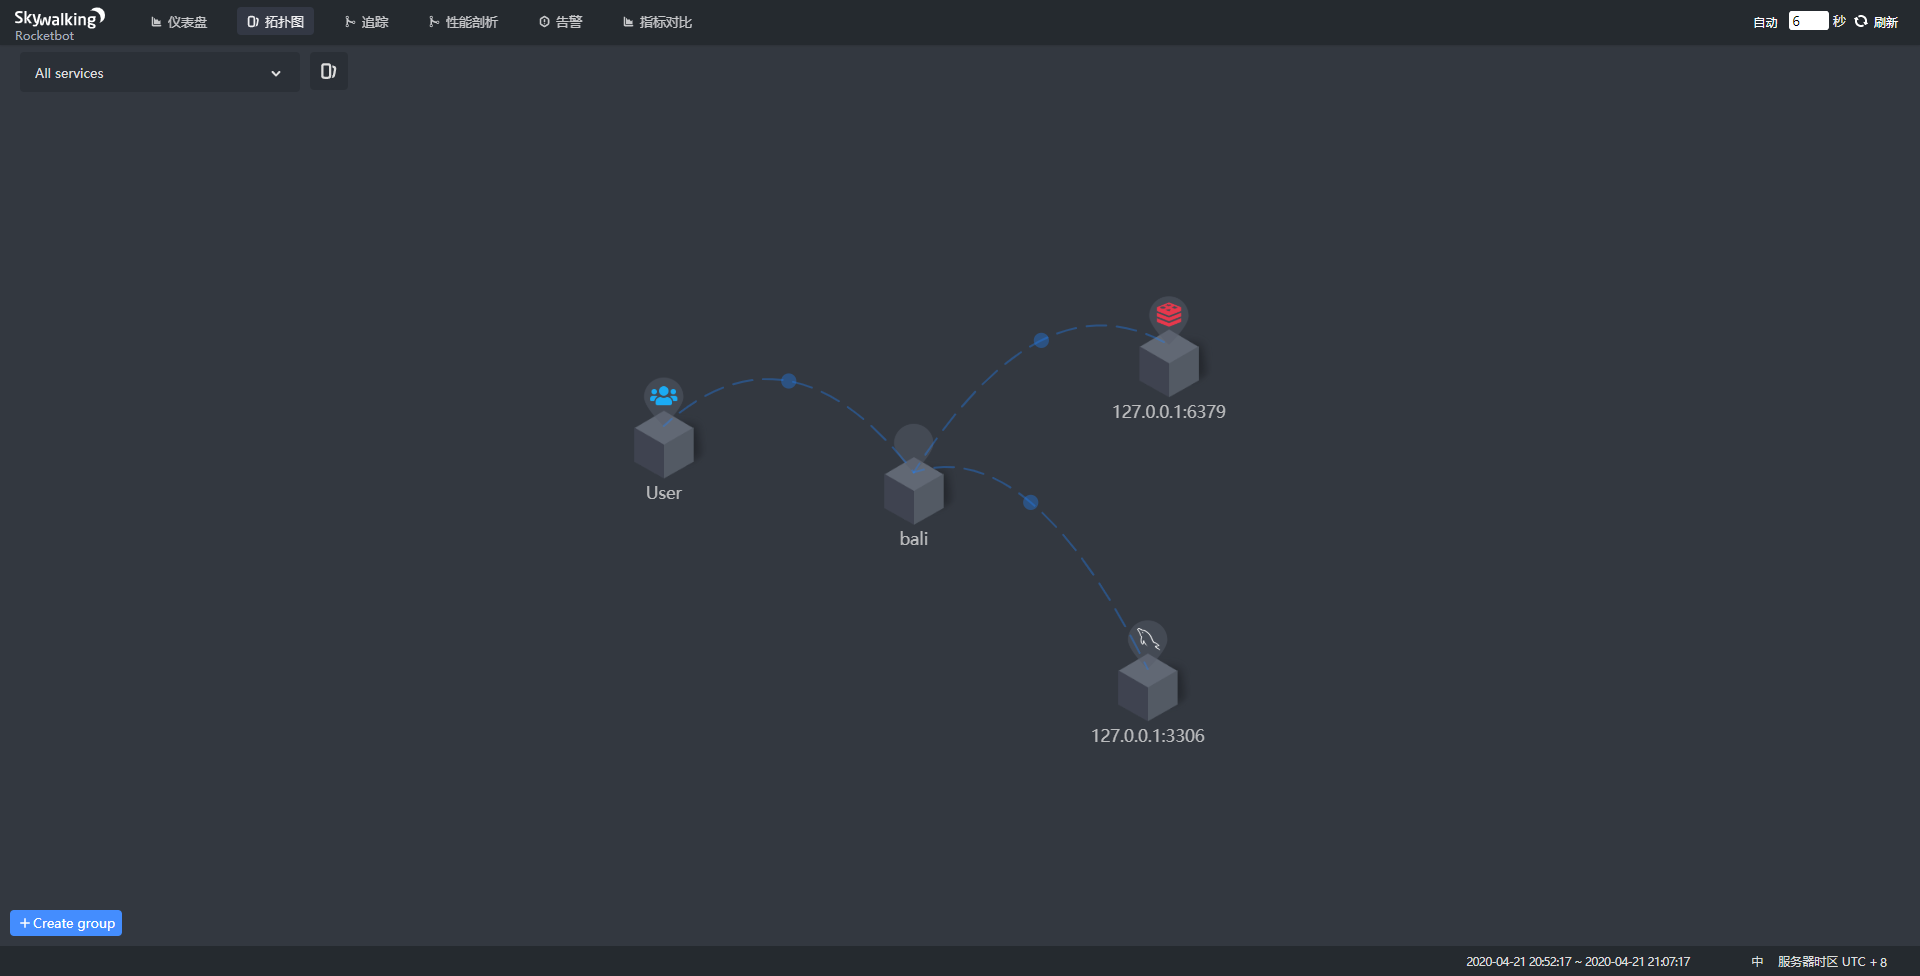 Skywalking
Rocketbot
仪表盘
拓扑图
追踪
性能剖析
告警
指标对比
自动 6 秒 刷新
All services
127.0.0.1:6379
User
bali
127.0.0.1:3306
+ Create group
2020-04-21 20:52:17 ~ 2020-04-21 21:07:17
中
服务器时区 UTC + 8